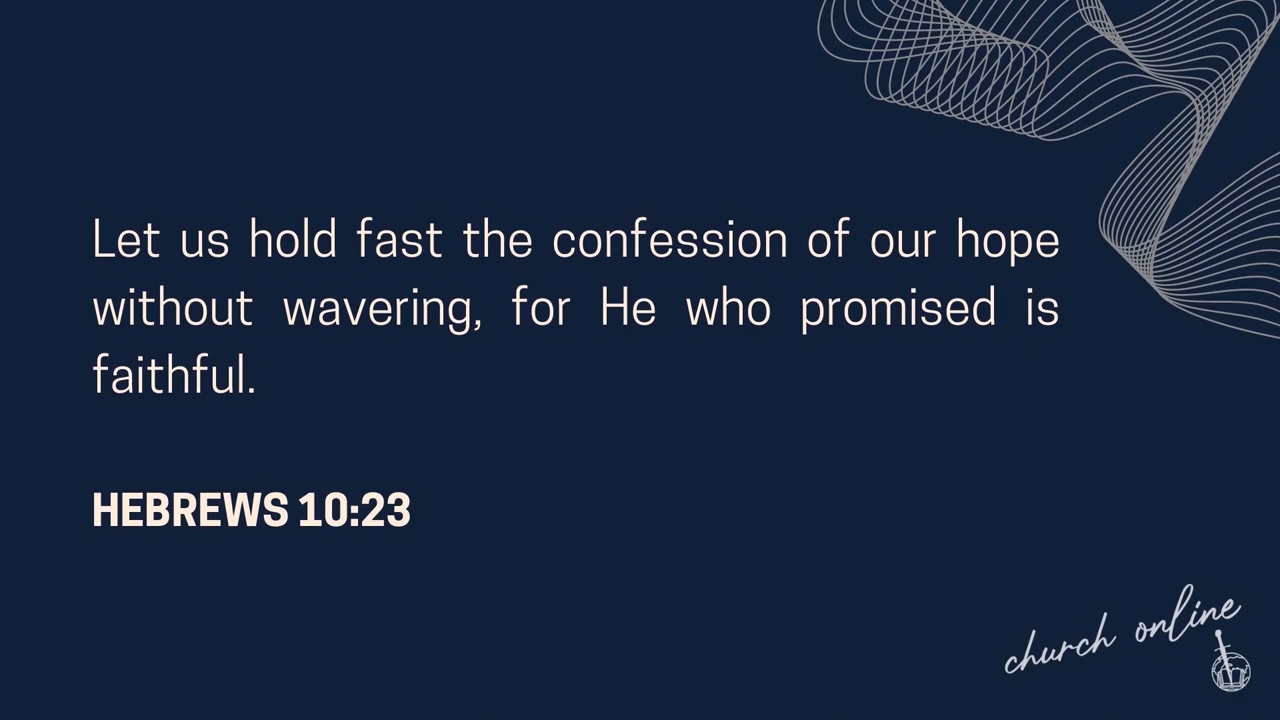 Let us hold fast the confession of our hope
without wavering, for He who promised is
faithful.
HEBREWS 10:23
church online